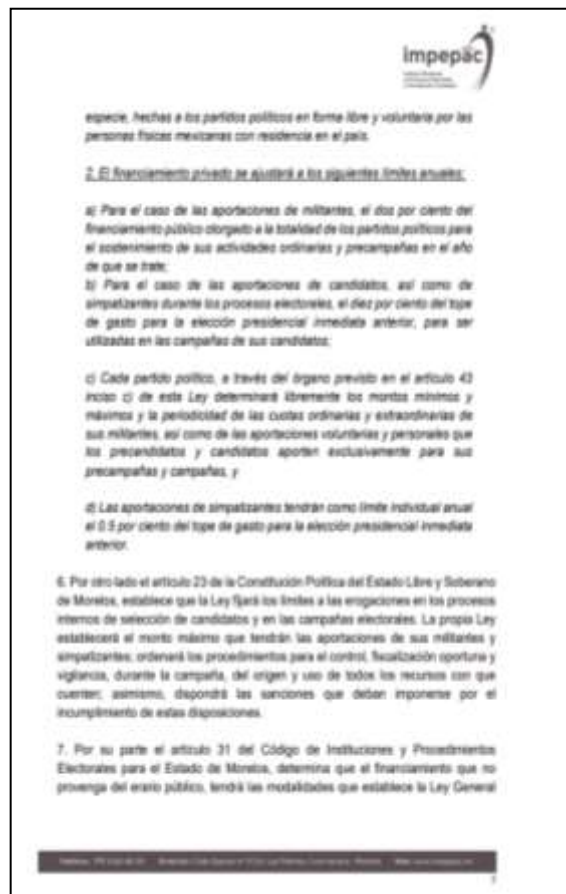 impepac
especie, hechas a los partidos políticos en forma libre y voluntaria por las
personas físicas mexicanas con residencia en el país.
2. El financiamiento privado se ajustará a los siguientes límites anuales:
a) Para el caso de las aportaciones de militantes, el dos por ciento del
financiamiento público otorgado a la totalidad de los partidos políticos para
el sostenimiento de sus actividades ordinarias y precampañas en el año
de que se trate;
b) Para el caso de las aportaciones de candidatos, así como de
simpatizantes durante los procesos electorales, el diez por ciento del tope
de gasto para la elección presidencial inmediata anterior, para ser
utilizadas en las campañas de sus candidatos;
c) Cada partido político, a través del órgano previsto en el artículo 43
inciso c) de esta Ley determinará libremente los montos mínimos y
máximos y la periodicidad de las cuotas ordinarias y extraordinarias de
sus militantes, así como de las aportaciones voluntarias y personales que
los precandidatos y candidatos aporten exclusivamente para sus
precampañas y campañas, y
d) Las aportaciones de simpatizantes tendrán como límite individual anual
el 0.5 por ciento del tope de gasto para la elección presidencial inmediata
anterior.
6. Por otro lado el artículo 23 de la Constitución Política del Estado Libre y Soberano
de Morelos, establece que la Ley fijará los límites a las erogaciones en los procesos
internos de selección de candidatos y en las campañas electorales. La propia Ley
establecerá el monto máximo que tendrán las aportaciones de sus militantes y
simpatizantes; ordenará los procedimientos para el control, fiscalización oportuna y
vigilancia, durante la campaña, del origen y uso de todos los recursos con que
cuenten; asimismo, dispondrá las sanciones que deban imponerse por el
incumplimiento de estas disposiciones.
7. Por su parte el artículo 31 del Código de Instituciones y Procedimientos
Electorales para el Estado de Morelos, determina que el financiamiento que no
provenga del erario público, tendrá las modalidades que establece la Ley General